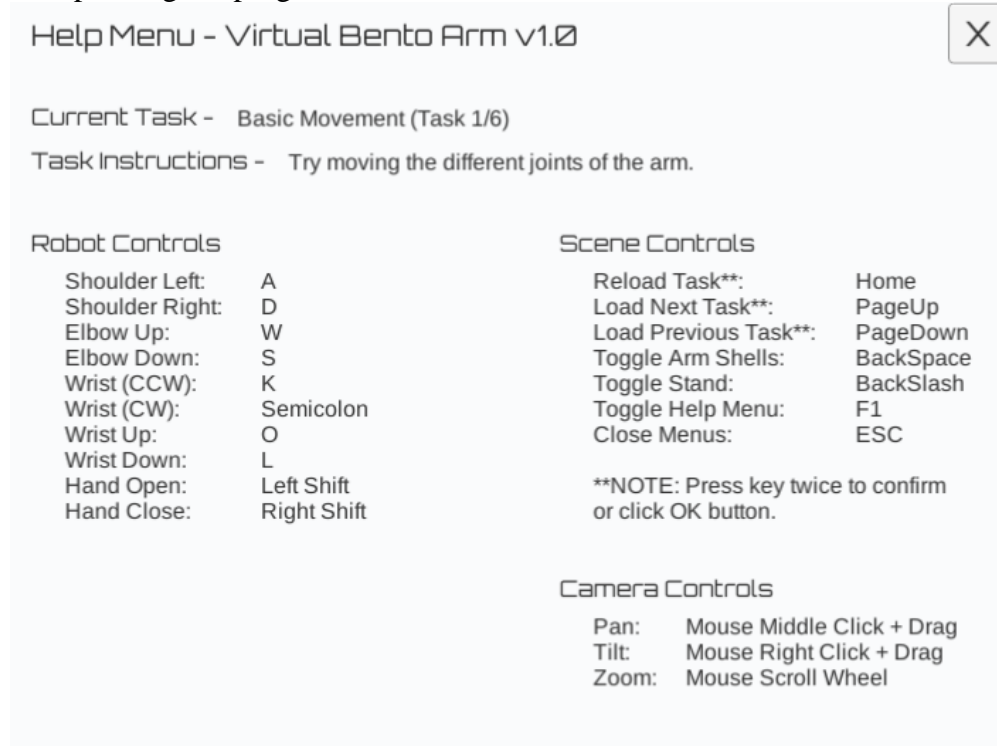 Help Menu - Virtual Bento Arm v1.0
X
Current Task - Basic Movement (Task 1/6)
Task Instructions - Try moving the different joints of the arm.
Robot Controls
Shoulder Left: A
Shoulder Right: D
Elbow Up: W
Elbow Down: S
Wrist (CCW): K
Wrist (CW): Semicolon
Wrist Up: O
Wrist Down: L
Hand Open: Left Shift
Hand Close: Right Shift
Scene Controls
Reload Task**: Home
Load Next Task**: PageUp
Load Previous Task**: PageDown
Toggle Arm Shells: BackSpace
Toggle Stand: BackSlash
Toggle Help Menu: F1
Close Menus: ESC
**NOTE: Press key twice to confirm
or click OK button.
Camera Controls
Pan: Mouse Middle Click + Drag
Tilt: Mouse Right Click + Drag
Zoom: Mouse Scroll Wheel